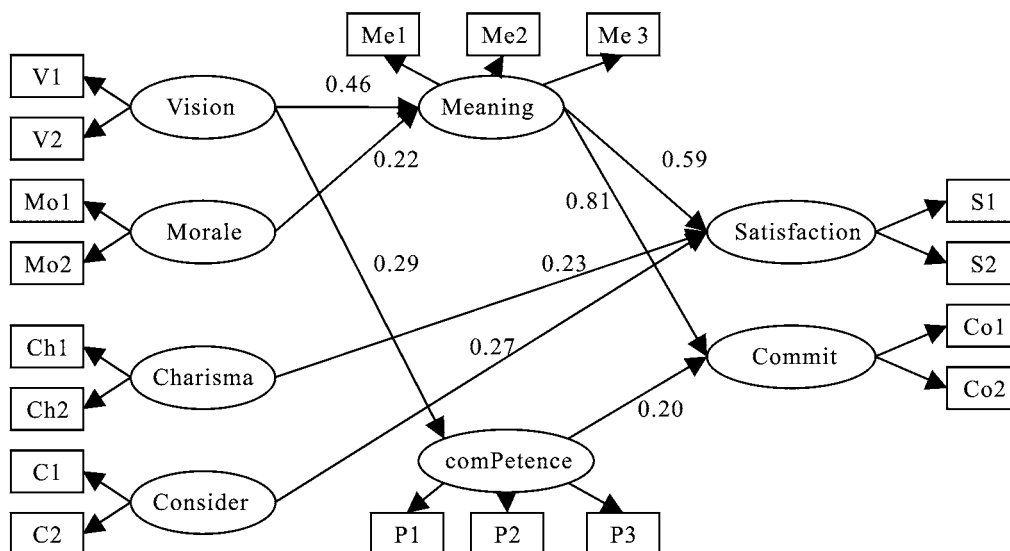 Me1
Me2
Me 3
V1
V2
Vision
0.46
Meaning
0.22
0.59
0.81
Mo1
Mo2
Morale
0.29
0.23
Satisfaction
S1
S2
Ch1
Ch2
Charisma
0.27
Commit
Co1
Co2
0.20
C1
C2
Consider
comPetence
P1
P2
P3